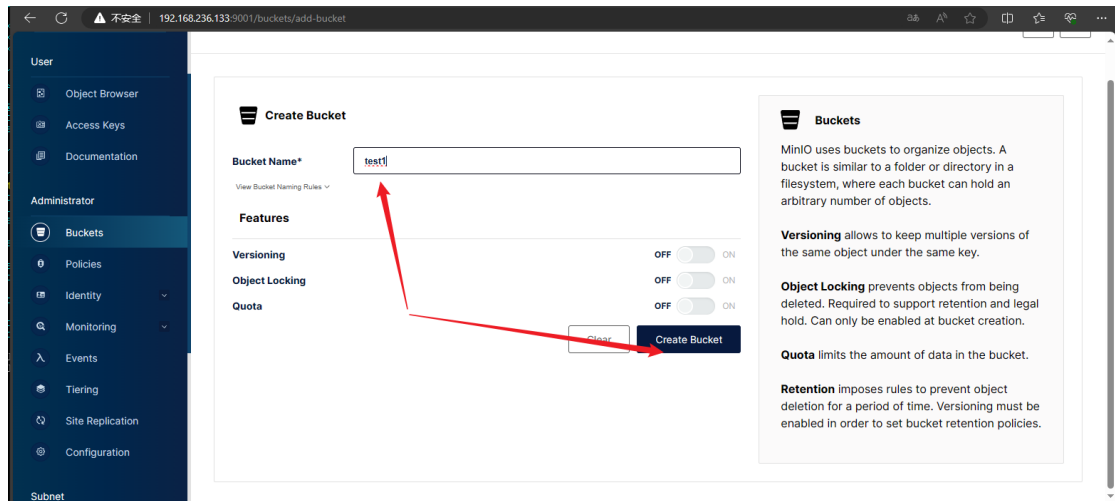 不安全 192.168.236.133:9001/buckets/add-bucket
User
Object Browser
Access Keys
Documentation
Administrator
Buckets
Policies
Identity
Monitoring
Events
Tiering
Site Replication
Configuration
Subnet
Create Bucket
Bucket Name* test1
View Bucket Naming Rules
Features
Versioning OFF ON
Object Locking OFF ON
Quota OFF ON
Clear Create Bucket
Buckets
MinIO uses buckets to organize objects. A
bucket is similar to a folder or directory in a
filesystem, where each bucket can hold an
arbitrary number of objects.
Versioning allows to keep multiple versions of
the same object under the same key.
Object Locking prevents objects from being
deleted. Required to support retention and legal
hold. Can only be enabled at bucket creation.
Quota limits the amount of data in the bucket.
Retention imposes rules to prevent object
deletion for a period of time. Versioning must be
enabled in order to set bucket retention policies.